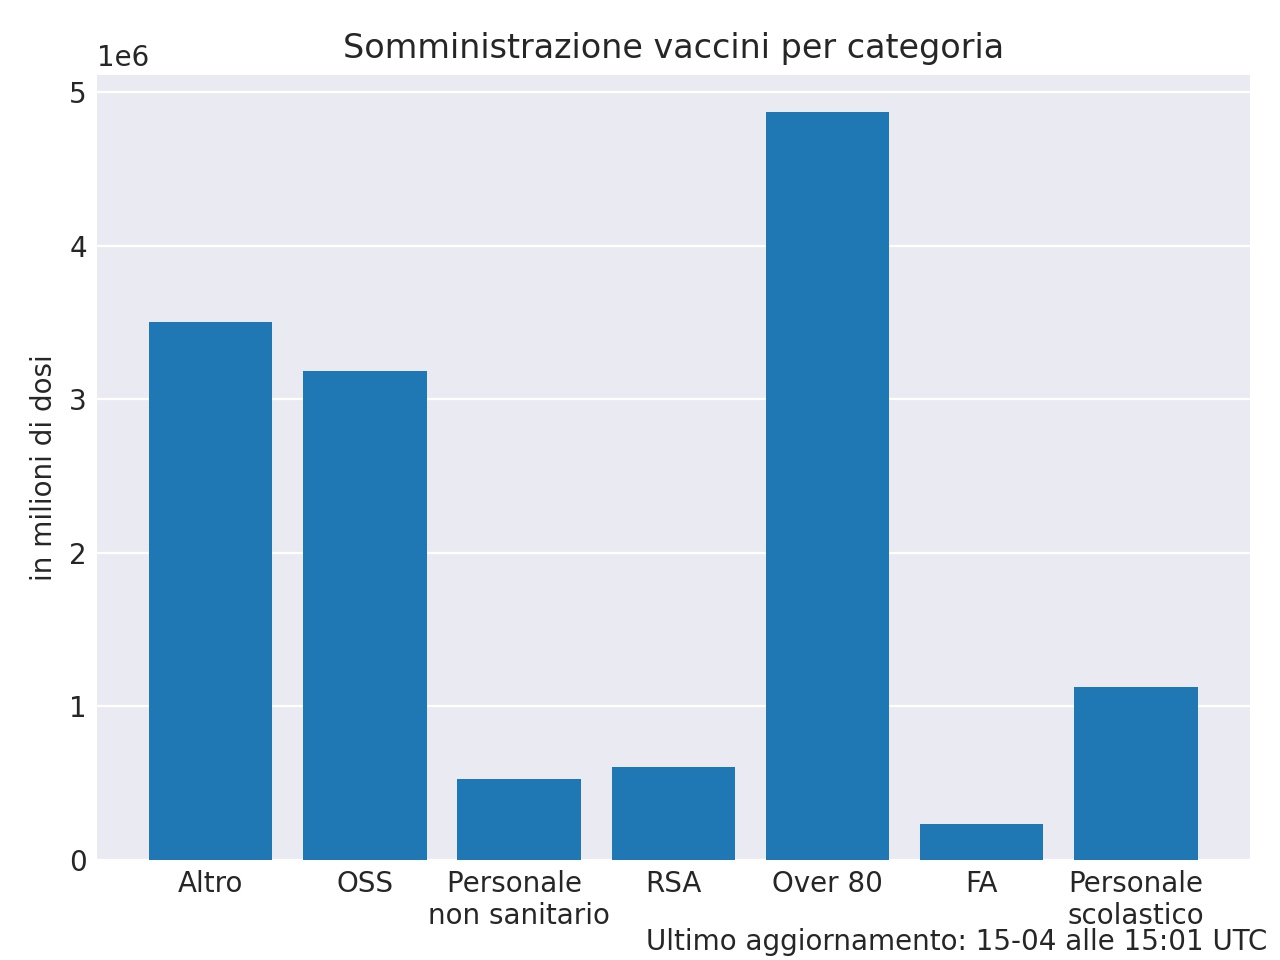 Somministrazione vaccini per categoria
1e6
5
4
3
2
1
0
in milioni di dosi
Altro
OSS
Personale
non sanitario
RSA
Over 80
FA
Personale
scolastico
Ultimo aggiornamento: 15-04 alle 15:01 UTC